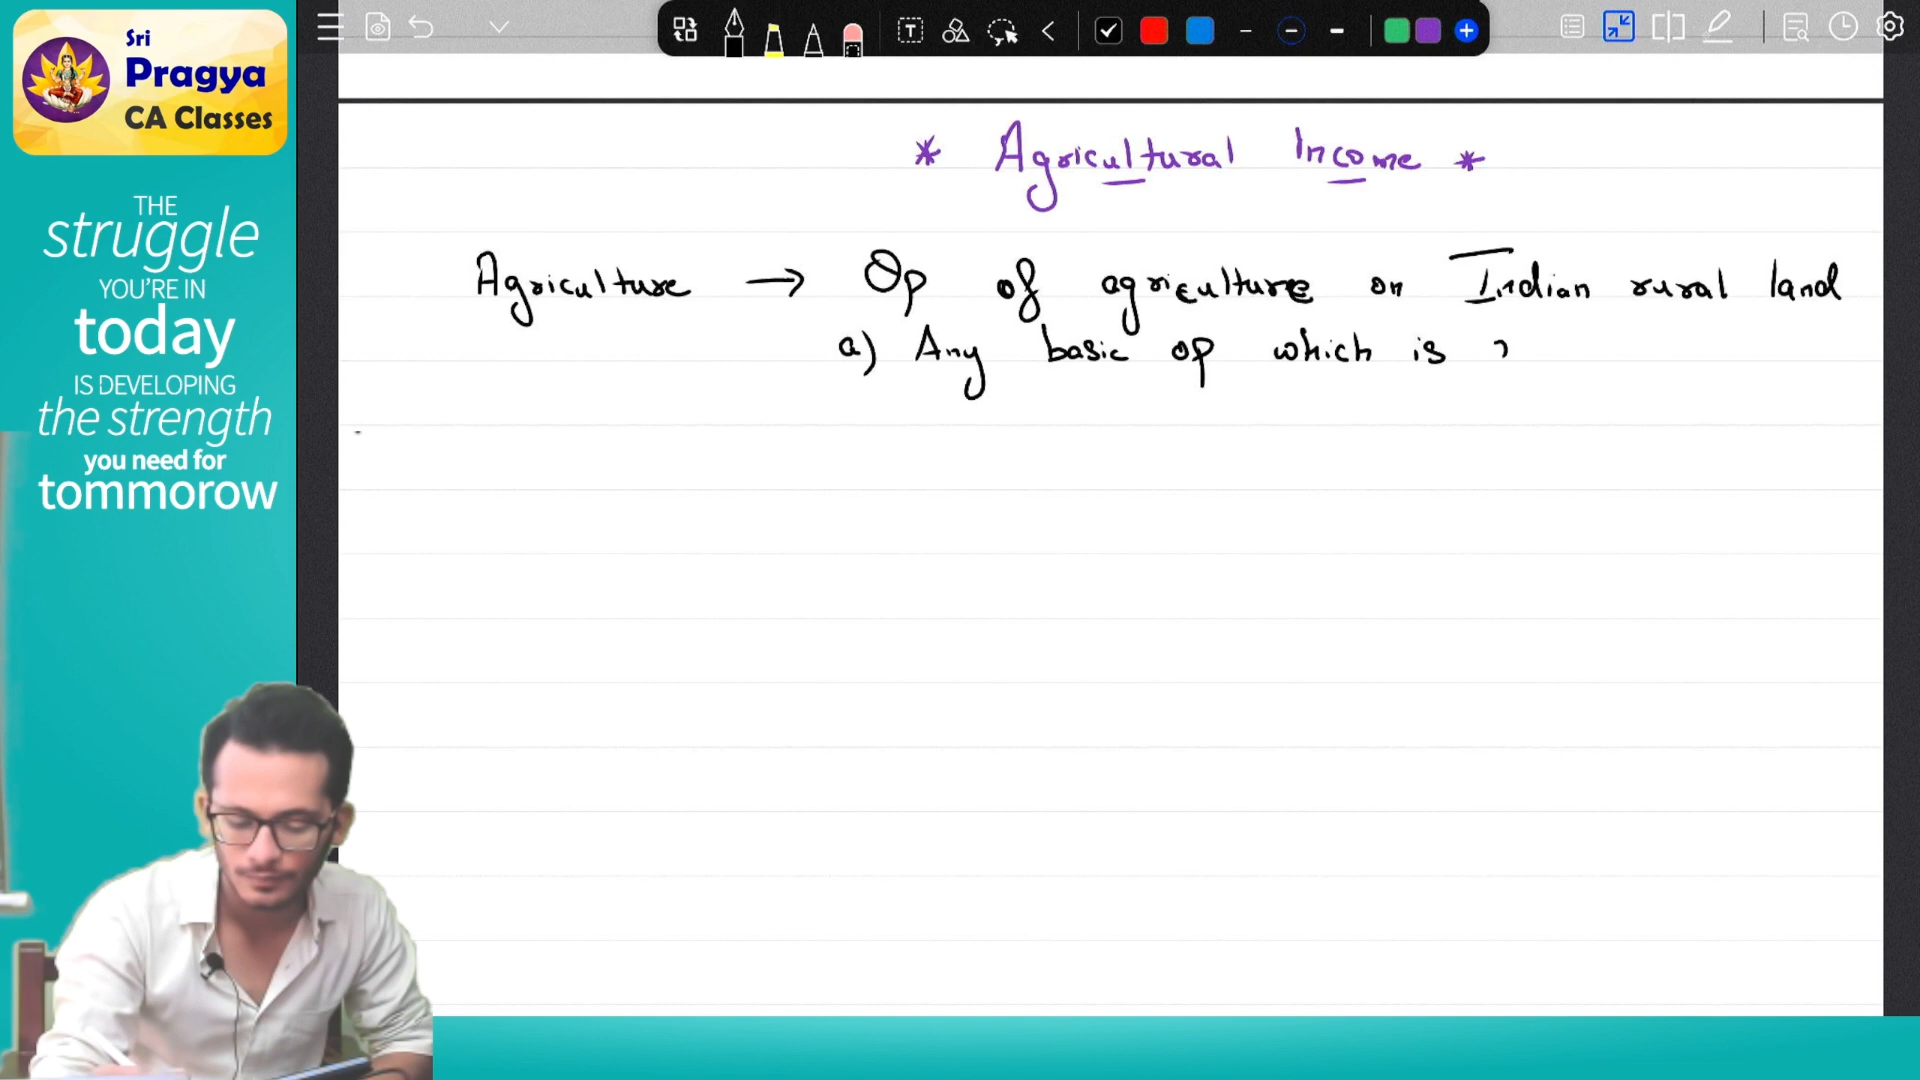 Sri
Pragya
CA Classes
THE
struggle
YOU'RE IN
today
IS DEVELOPING
the strength
you need for
tommorow
* Agricultural Income *
Agriculture → Op of agriculture on Indian rural land
a) Any basic op which is